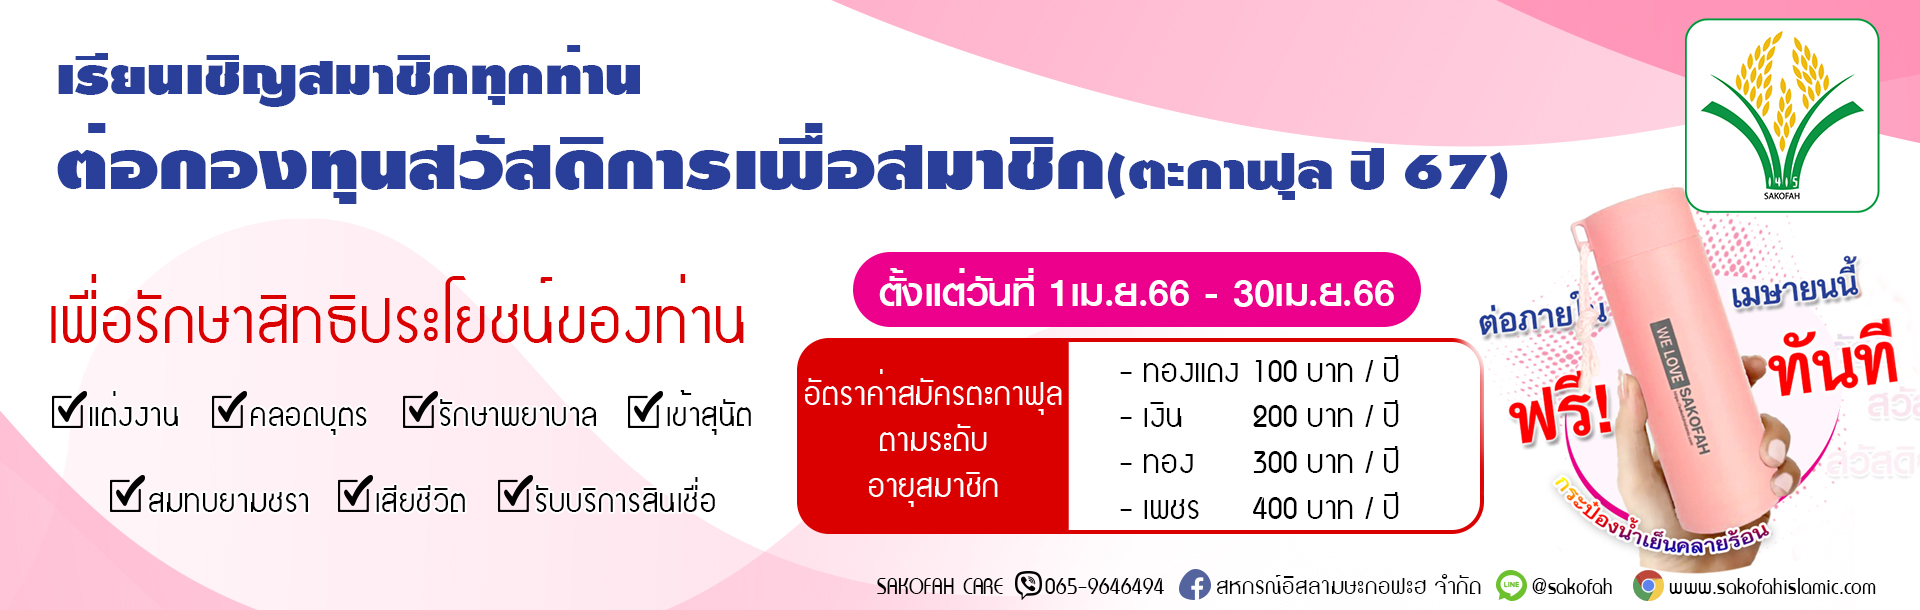 เรียนเชิญสมาชิกทุกท่าน
ต่อกองทุนสวัสดิการเพื่อสมาชิก(ตะกาฟุล ปี 67)
1415
SAKOFAH
เพื่อรักษาสิทธิประโยชน์ของท่าน
แต่งงาน คลอดบุตร รักษาพยาบาล เข้าสุนัต
สมทบยามชรา เสียชีวิต รับบริการสินเชื่อ
ตั้งแต่วันที่ 1เม.ย.66 - 30เม.ย.66
อัตราค่าสมัครตะกาฟุล
ตามระดับ
อายุสมาชิก
- ทองแดง 100 บาท / ปี
- เงิน 200 บาท / ปี
- ทอง 300 บาท / ปี
- เพชร 400 บาท / ปี
ต่อภายใน เมษายนนี้
ฟรี! ทันที
WE LOVE SAKOFAH
กระป๋องน้ำเย็นคลายร้อน
SAKOFAH CARE 065-9646494 สหกรณ์อิสลามษะกอฟะฮ จำกัด LINE @sakofah www.sakofahislamic.com